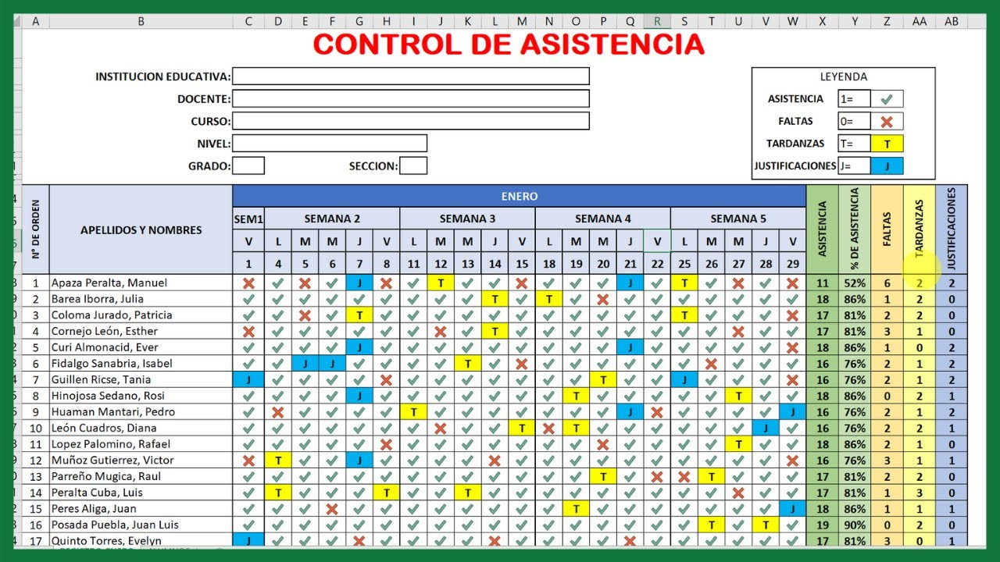 A B C D E F G H I J K L M N O P Q R S T U V W X Y Z AA AB
CONTROL DE ASISTENCIA
INSTITUCION EDUCATIVA:
DOCENTE:
CURSO:
NIVEL:
GRADO: SECCION:
LEYENDA
ASISTENCIA 1=
FALTAS 0=
TARDANZAS T= T
JUSTIFICACIONES J= J
N° DE ORDEN
APELLIDOS Y NOMBRES
ENERO
SEM1 SEMANA 2 SEMANA 3 SEMANA 4 SEMANA 5
V L M M J V L M M J V L M M J V L M M J V
1 4 5 6 7 8 11 12 13 14 15 18 19 20 21 22 25 26 27 28 29
ASISTENCIA
% DE ASISTENCIA
FALTAS
TARDANZAS
JUSTIFICACIONES
1 Apaza Peralta, Manuel J T J T 11 52% 6 2 2
2 Barea Iborra, Julia T T 18 86% 1 2 0
3 Coloma Jurado, Patricia T T 17 81% 2 2 0
4 Cornejo León, Esther T 17 81% 3 1 0
5 Curi Almonacid, Ever J J 18 86% 1 0 2
6 Fidalgo Sanabria, Isabel J J T 16 76% 2 1 2
7 Guillen Ricse, Tania J T J 16 76% 2 1 2
8 Hinojosa Sedano, Rosi J T T 18 86% 0 2 1
9 Huaman Mantari, Pedro T J J 16 76% 2 1 2
10 León Cuadros, Diana T T J 16 76% 2 2 1
11 Lopez Palomino, Rafael T 18 86% 2 1 0
12 Muñoz Gutierrez, Victor T J 16 76% 3 1 1
13 Parreño Mugica, Raul T T 17 81% 2 2 0
14 Peralta Cuba, Luis T T T 17 81% 1 3 0
15 Peres Aliga, Juan T J 18 86% 1 1 1
16 Posada Puebla, Juan Luis T T 19 90% 0 2 0
17 Quinto Torres, Evelyn J 17 81% 3 0 1